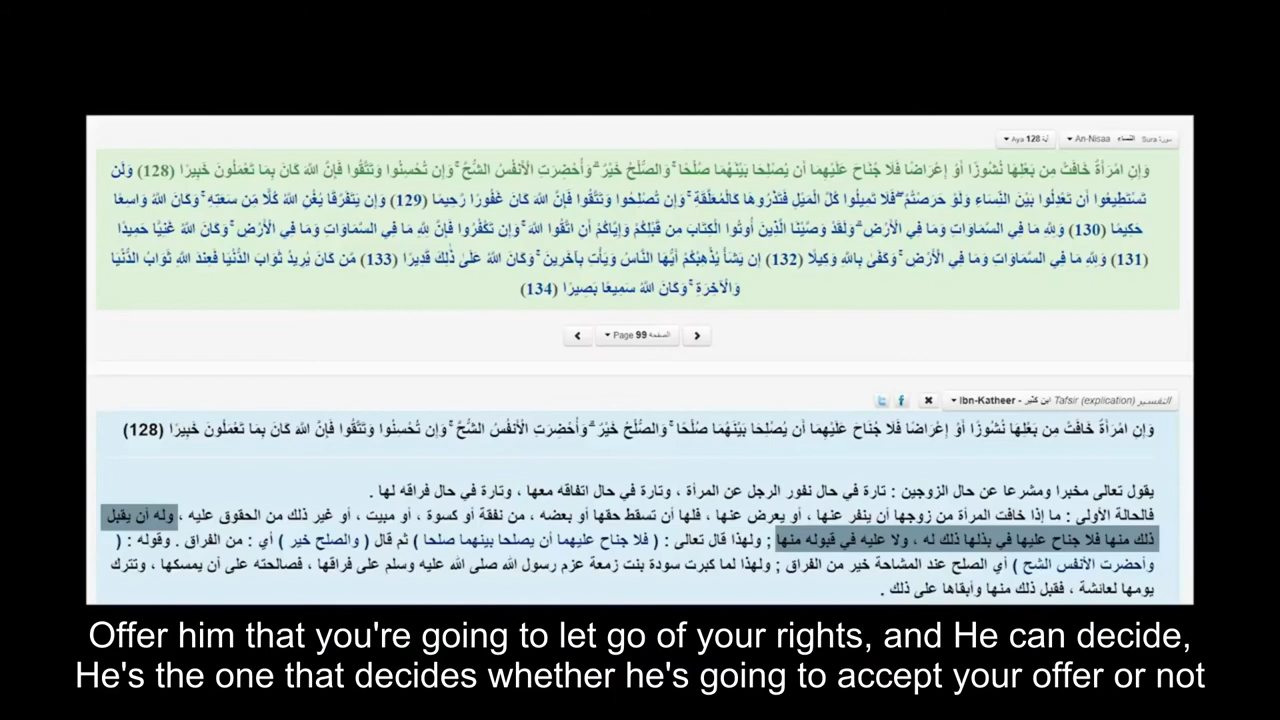 سورة Sura النساء An-Nisaa آية Aya 128
وَإِنِ امْرَأَةٌ خَافَتْ مِن بَعْلِهَا نُشُوزًا أَوْ إِعْرَاضًا فَلَا جُنَاحَ عَلَيْهِمَا أَن يُصْلِحَا بَيْنَهُمَا صُلْحًا ۚ وَالصُّلْحُ خَيْرٌ ۗ وَأُحْضِرَتِ الْأَنفُسُ الشُّحَّ ۚ وَإِن تُحْسِنُوا وَتَتَّقُوا فَإِنَّ اللَّهَ كَانَ بِمَا تَعْمَلُونَ خَبِيرًا (128) وَلَن
تَسْتَطِيعُوا أَن تَعْدِلُوا بَيْنَ النِّسَاءِ وَلَوْ حَرَصْتُمْ ۖ فَلَا تَمِيلُوا كُلَّ الْمَيْلِ فَتَذَرُوهَا كَالْمُعَلَّقَةِ ۚ وَإِن تُصْلِحُوا وَتَتَّقُوا فَإِنَّ اللَّهَ كَانَ غَفُورًا رَّحِيمًا (129) وَإِن يَتَفَرَّقَا يُغْنِ اللَّهُ كُلًّا مِّن سَعَتِهِ ۚ وَكَانَ اللَّهُ وَاسِعًا
حَكِيمًا (130) وَلِلَّهِ مَا فِي السَّمَاوَاتِ وَمَا فِي الْأَرْضِ ۗ وَلَقَدْ وَصَّيْنَا الَّذِينَ أُوتُوا الْكِتَابَ مِن قَبْلِكُمْ وَإِيَّاكُمْ أَنِ اتَّقُوا اللَّهَ ۚ وَإِن تَكْفُرُوا فَإِنَّ لِلَّهِ مَا فِي السَّمَاوَاتِ وَمَا فِي الْأَرْضِ ۚ وَكَانَ اللَّهُ غَنِيًّا حَمِيدًا
(131) وَلِلَّهِ مَا فِي السَّمَاوَاتِ وَمَا فِي الْأَرْضِ ۚ وَكَفَىٰ بِاللَّهِ وَكِيلًا (132) إِن يَشَأْ يُذْهِبْكُمْ أَيُّهَا النَّاسُ وَيَأْتِ بِآخَرِينَ ۚ وَكَانَ اللَّهُ عَلَىٰ ذَٰلِكَ قَدِيرًا (133) مَّن كَانَ يُرِيدُ ثَوَابَ الدُّنْيَا فَعِندَ اللَّهِ ثَوَابُ الدُّنْيَا
وَالْآخِرَةِ ۚ وَكَانَ اللَّهُ سَمِيعًا بَصِيرًا (134)
الصفحة Page 99
التفسير Tafsir (explication) ابن كثير - Ibn-Katheer
وَإِنِ امْرَأَةٌ خَافَتْ مِن بَعْلِهَا نُشُوزًا أَوْ إِعْرَاضًا فَلَا جُنَاحَ عَلَيْهِمَا أَن يُصْلِحَا بَيْنَهُمَا صُلْحًا ۚ وَالصُّلْحُ خَيْرٌ ۗ وَأُحْضِرَتِ الْأَنفُسُ الشُّحَّ ۚ وَإِن تُحْسِنُوا وَتَتَّقُوا فَإِنَّ اللَّهَ كَانَ بِمَا تَعْمَلُونَ خَبِيرًا (128)
يقول تعالى مخبرا ومشرعا عن حال الزوجين : تارة في حال نفور الرجل عن المرأة ، وتارة في حال اتفاقه معها ، وتارة في حال فراقه لها .
فالحالة الأولى : ما إذا خافت المرأة من زوجها أن ينفر عنها ، أو يعرض عنها ، فلها أن تسقط حقها أو بعضه ، من نفقة أو كسوة ، أو مبيت ، أو غير ذلك من الحقوق عليه ، وله أن يقبل
ذلك منها فلا جناح عليها في بذلها ذلك له ، ولا عليه في قبوله منها ; ولهذا قال تعالى : ( فلا جناح عليهما أن يصلحا بينهما صلحا ) ثم قال ( والصلح خير ) أي : من الفراق . وقوله : (
وأحضرت الأنفس الشح ) أي الصلح عند المشاحة خير من الفراق ; ولهذا لما كبرت سودة بنت زمعة عزم رسول الله صلى الله عليه وسلم على فراقها ، فصالحته على أن يمسكها ، وتترك
يومها لعائشة ، فقبل ذلك منها وأبقاها على ذلك .
Offer him that you're going to let go of your rights, and He can decide,
He's the one that decides whether he's going to accept your offer or not